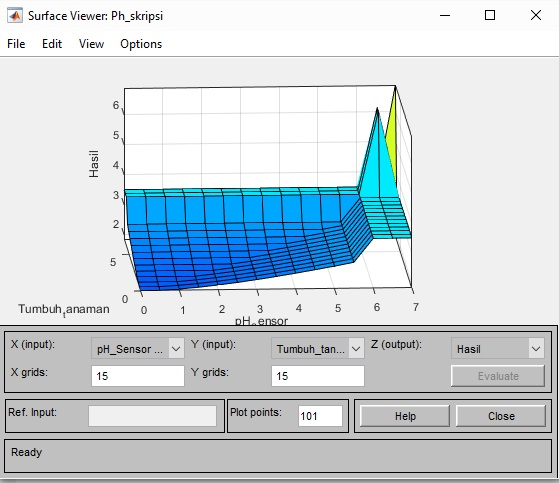 Surface Viewer: Ph_skripsi
File Edit View Options
6
5
4
3
2
Hasil
5
0
Tumbuh_tanaman
0 1 2 3 4 5 6 7
pH_Sensor
X (input): pH_Sensor ... Y (input): Tumbuh_tan... Z (output): Hasil
X grids: 15 Y grids: 15 Evaluate
Ref. Input: Plot points: 101 Help Close
Ready